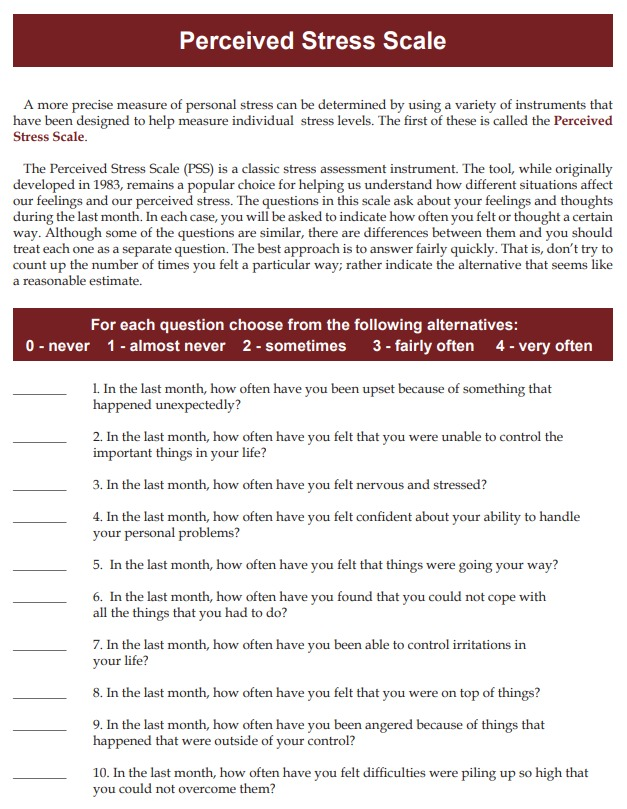 Perceived Stress Scale
A more precise measure of personal stress can be determined by using a variety of instruments that
have been designed to help measure individual stress levels. The first of these is called the Perceived
Stress Scale.
The Perceived Stress Scale (PSS) is a classic stress assessment instrument. The tool, while originally
developed in 1983, remains a popular choice for helping us understand how different situations affect
our feelings and our perceived stress. The questions in this scale ask about your feelings and thoughts
during the last month. In each case, you will be asked to indicate how often you felt or thought a certain
way. Although some of the questions are similar, there are differences between them and you should
treat each one as a separate question. The best approach is to answer fairly quickly. That is, don't try to
count up the number of times you felt a particular way; rather indicate the alternative that seems like
a reasonable estimate.
For each question choose from the following alternatives:
0 - never 1 - almost never 2 - sometimes 3 - fairly often 4 - very often
________ l. In the last month, how often have you been upset because of something that
happened unexpectedly?
________ 2. In the last month, how often have you felt that you were unable to control the
important things in your life?
________ 3. In the last month, how often have you felt nervous and stressed?
________ 4. In the last month, how often have you felt confident about your ability to handle
your personal problems?
________ 5. In the last month, how often have you felt that things were going your way?
________ 6. In the last month, how often have you found that you could not cope with
all the things that you had to do?
________ 7. In the last month, how often have you been able to control irritations in
your life?
________ 8. In the last month, how often have you felt that you were on top of things?
________ 9. In the last month, how often have you been angered because of things that
happened that were outside of your control?
________ 10. In the last month, how often have you felt difficulties were piling up so high that
you could not overcome them?